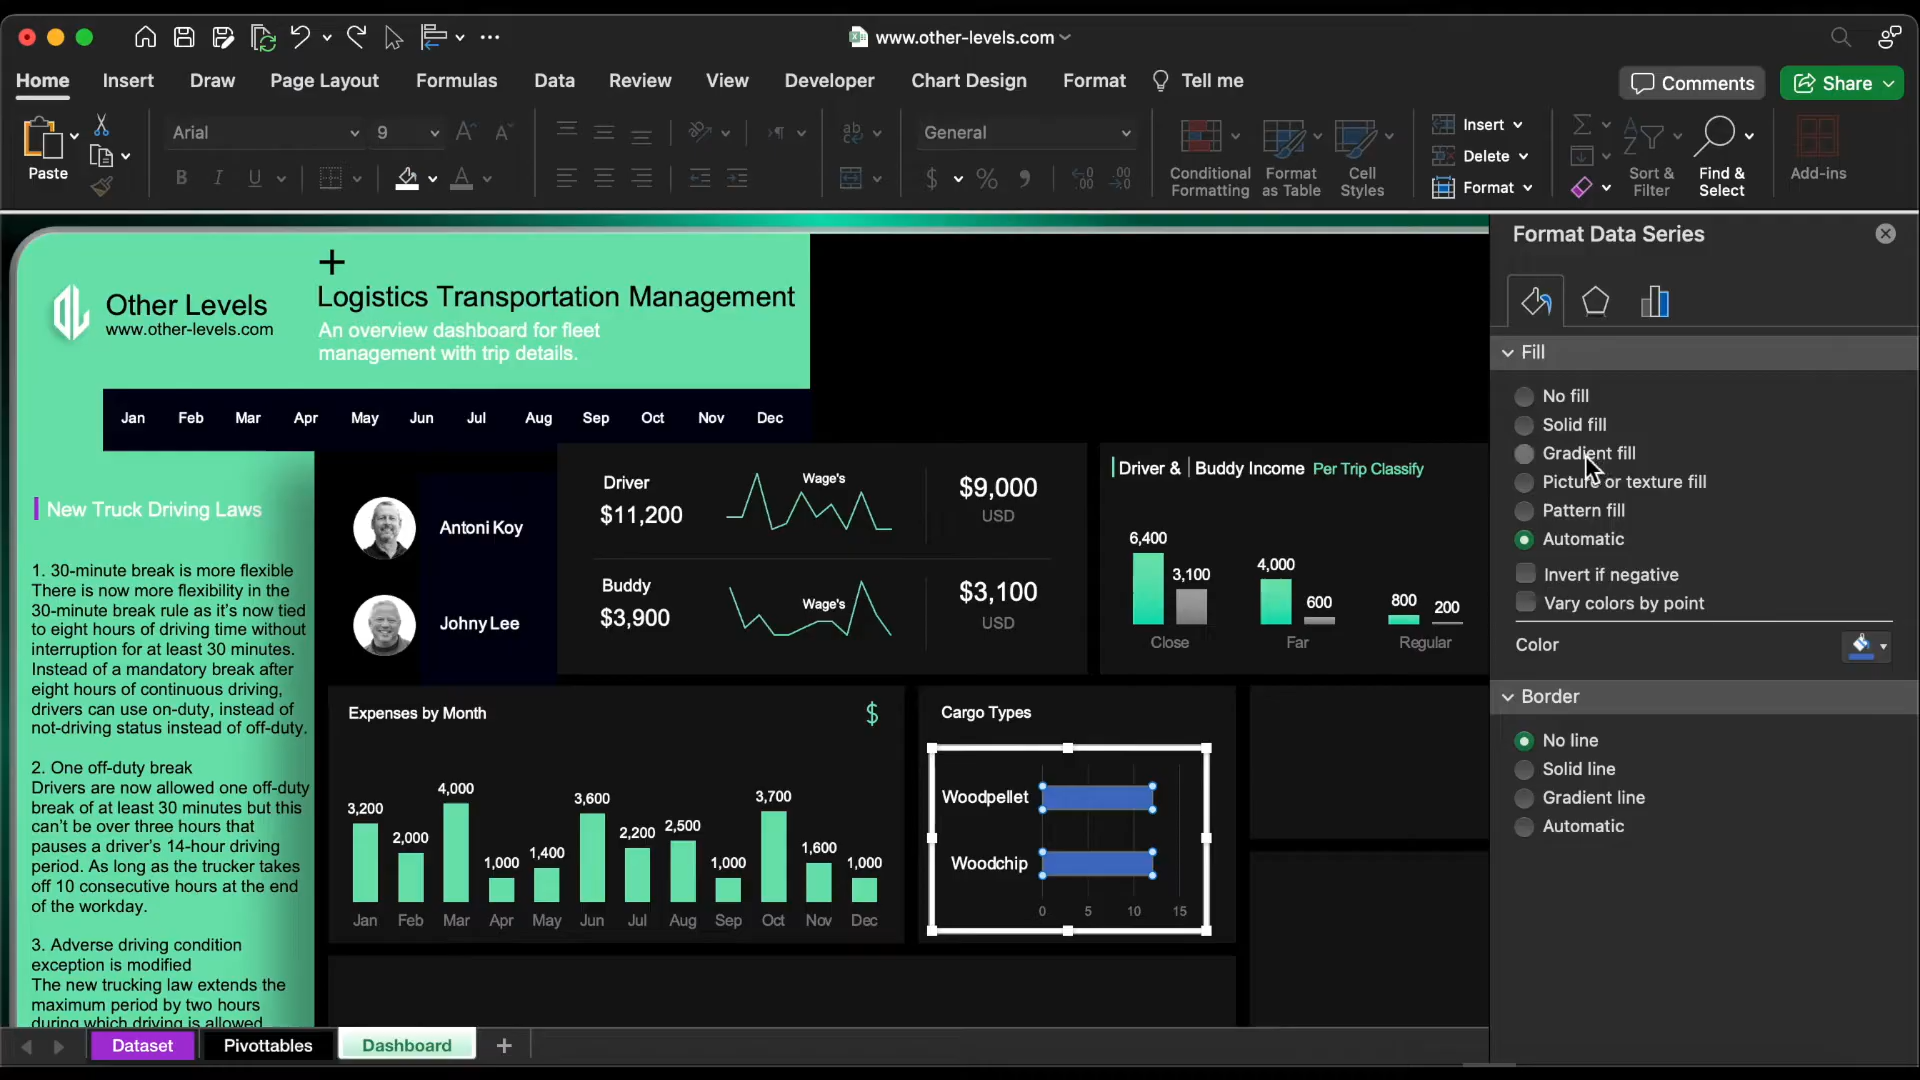 www.other-levels.com
Home Insert Draw Page Layout Formulas Data Review View Developer Chart Design Format Tell me
Comments Share
Paste
Arial 9
B I U
ab
General
$ % 9
Conditional Formatting
Format as Table
Cell Styles
Insert
Delete
Format
Sort & Filter
Find & Select
Add-ins
Other Levels
www.other-levels.com
Logistics Transportation Management
An overview dashboard for fleet
management with trip details.
Jan Feb Mar Apr May Jun Jul Aug Sep Oct Nov Dec
New Truck Driving Laws
1. 30-minute break is more flexible
There is now more flexibility in the
30-minute break rule as it's now tied
to eight hours of driving time without
interruption for at least 30 minutes.
Instead of a mandatory break after
eight hours of continuous driving,
drivers can use on-duty, instead of
not-driving status instead of off-duty.
2. One off-duty break
Drivers are now allowed one off-duty
break of at least 30 minutes but this
can't be over three hours that
pauses a driver's 14-hour driving
period. As long as the trucker takes
off 10 consecutive hours at the end
of the workday.
3. Adverse driving condition
exception is modified
The new trucking law extends the
maximum period by two hours
during which driving is allowed
Antoni Koy
Johny Lee
Driver
$11,200
Wage's
$9,000
USD
Buddy
$3,900
Wage's
$3,100
USD
Driver & Buddy Income Per Trip Classify
6,400 3,100 4,000 600 800 200
Close Far Regular
Expenses by Month $
3,200 2,000 4,000 1,000 1,400 3,600 2,200 2,500 1,000 3,700 1,600 1,000
Jan Feb Mar Apr May Jun Jul Aug Sep Oct Nov Dec
Cargo Types
Woodpellet
Woodchip
0 5 10 15
Format Data Series
Fill
No fill
Solid fill
Gradient fill
Picture or texture fill
Pattern fill
Automatic
Invert if negative
Vary colors by point
Color
Border
No line
Solid line
Gradient line
Automatic
Dataset Pivottables Dashboard